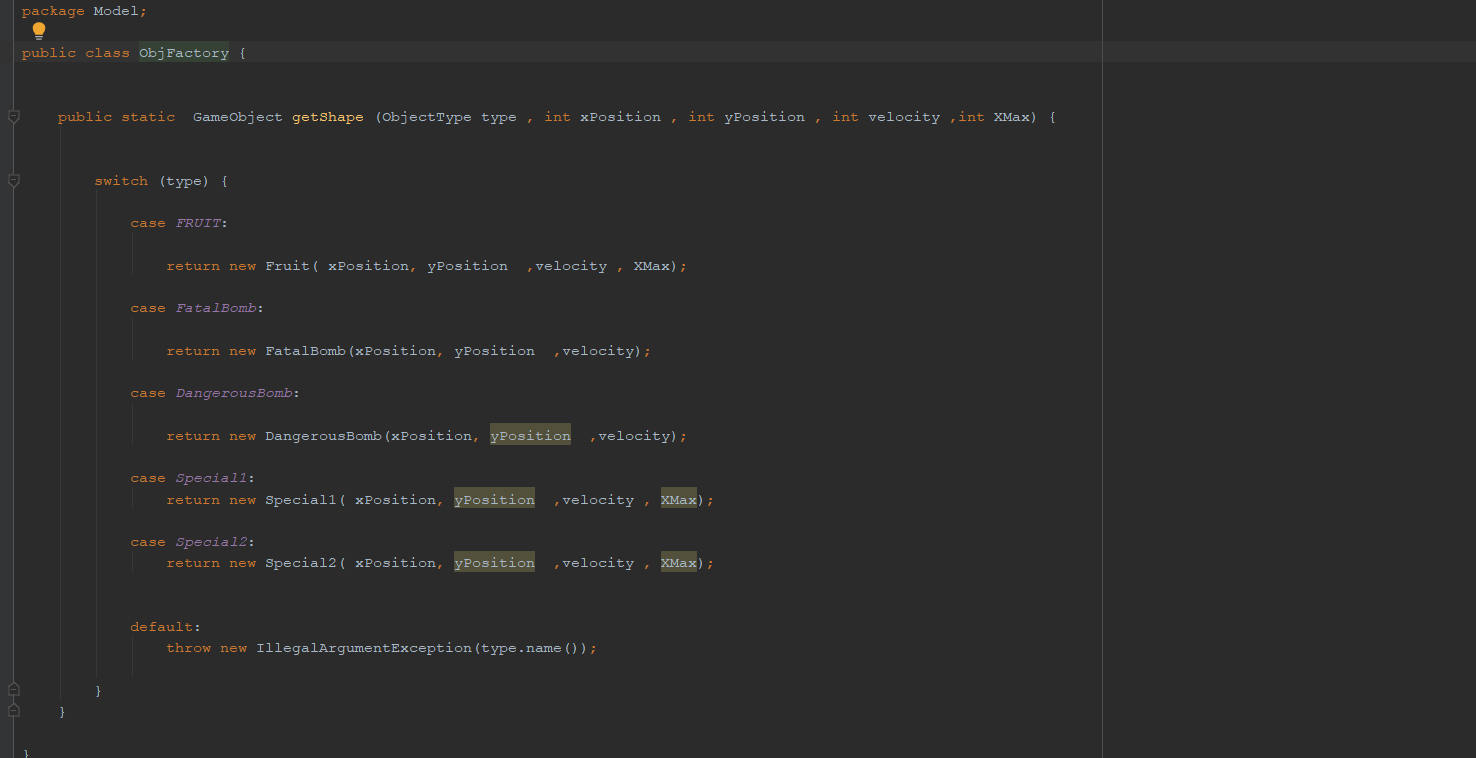 package Model;
public class ObjFactory {
public static  GameObject getShape (ObjectType type , int xPosition , int yPosition , int velocity ,int XMax) {
switch (type) {
case FRUIT:
return new Fruit( xPosition, yPosition  ,velocity , XMax);
case FatalBomb:
return new FatalBomb(xPosition, yPosition  ,velocity);
case DangerousBomb:
return new DangerousBomb(xPosition, yPosition  ,velocity);
case Special1:
return new Special1( xPosition, yPosition  ,velocity , XMax);
case Special2:
return new Special2( xPosition, yPosition  ,velocity , XMax);
default:
throw new IllegalArgumentException(type.name());
}
}
}